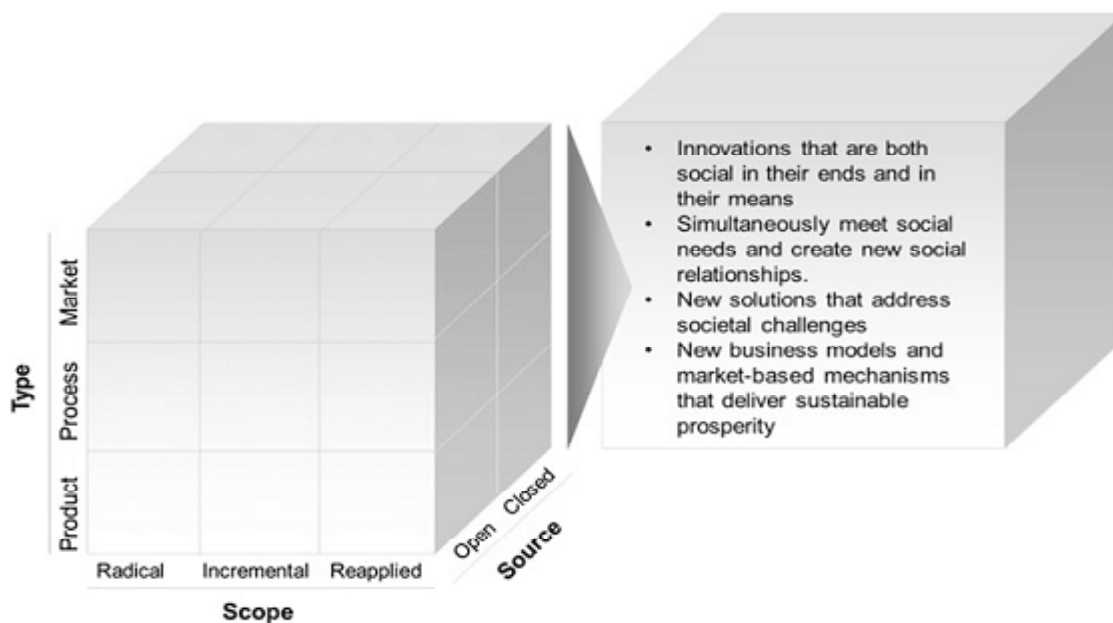 Type
Market
Process
Product
Radical
Incremental
Reapplied
Scope
Open
Closed
Source
• Innovations that are both
social in their ends and in
their means
• Simultaneously meet social
needs and create new social
relationships.
• New solutions that address
societal challenges
• New business models and
market-based mechanisms
that deliver sustainable
prosperity